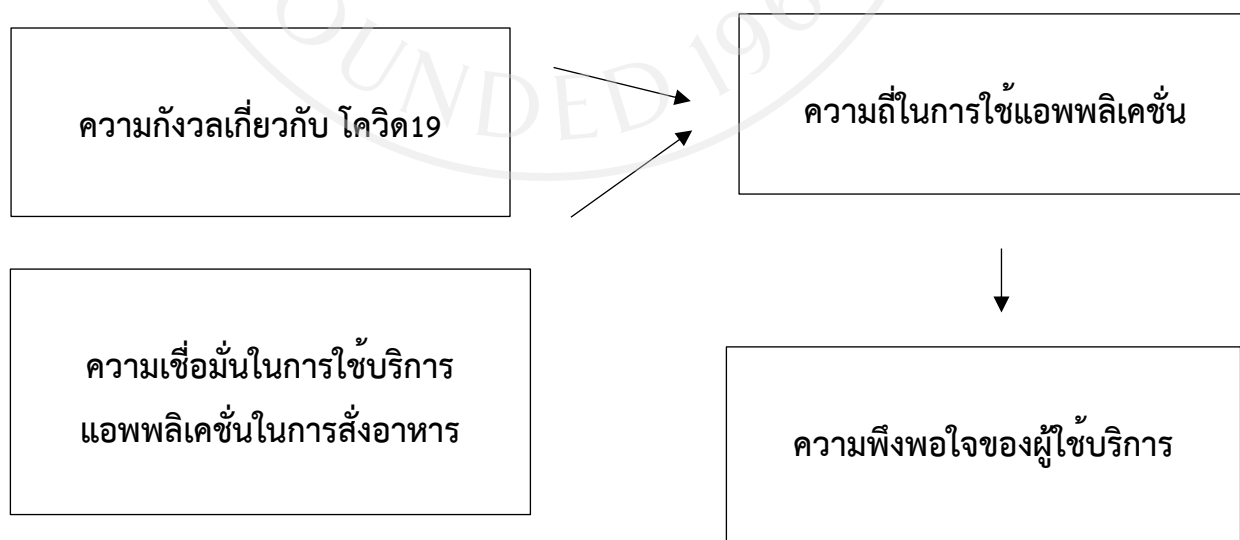 OUNDED 196
ความกังวลเกี่ยวกับ โควิด19
ความถี่ในการใช้แอพพลิเคชั่น
ความเชื่อมั่นในการใช้บริการ
แอพพลิเคชั่นในการสั่งอาหาร
ความพึงพอใจของผู้ใช้บริการ